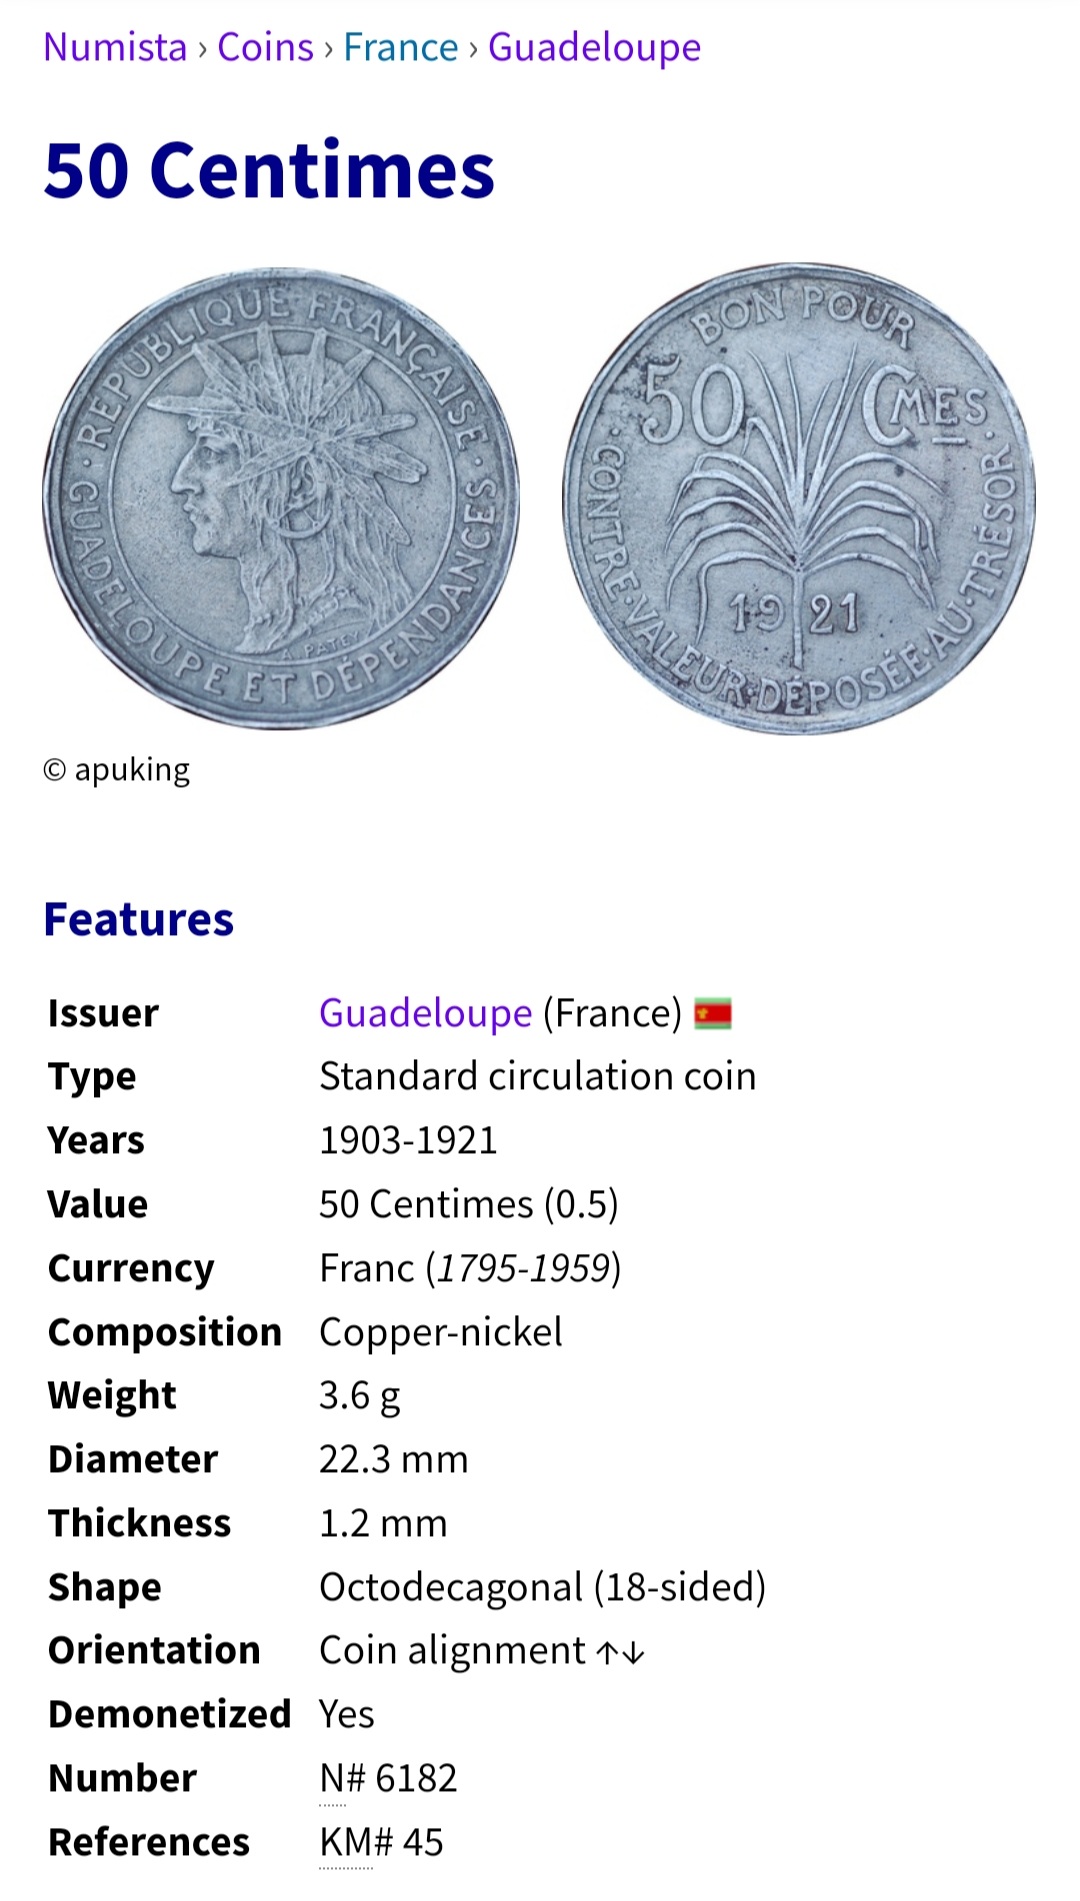 Numista › Coins › France › Guadeloupe
50 Centimes
· REPUBLIQUE FRANÇAISE · GUADELOUPE ET DÉPENDANCES
A. PATEY
BON POUR
50 CMES
19 21
· CONTRE·VALEUR·DÉPOSÉE·AU·TRÉSOR ·
© apuking
Features
Issuer Guadeloupe (France)
Type Standard circulation coin
Years 1903-1921
Value 50 Centimes (0.5)
Currency Franc (1795-1959)
Composition Copper-nickel
Weight 3.6 g
Diameter 22.3 mm
Thickness 1.2 mm
Shape Octodecagonal (18-sided)
Orientation Coin alignment ↑↓
Demonetized Yes
Number N# 6182
References KM# 45